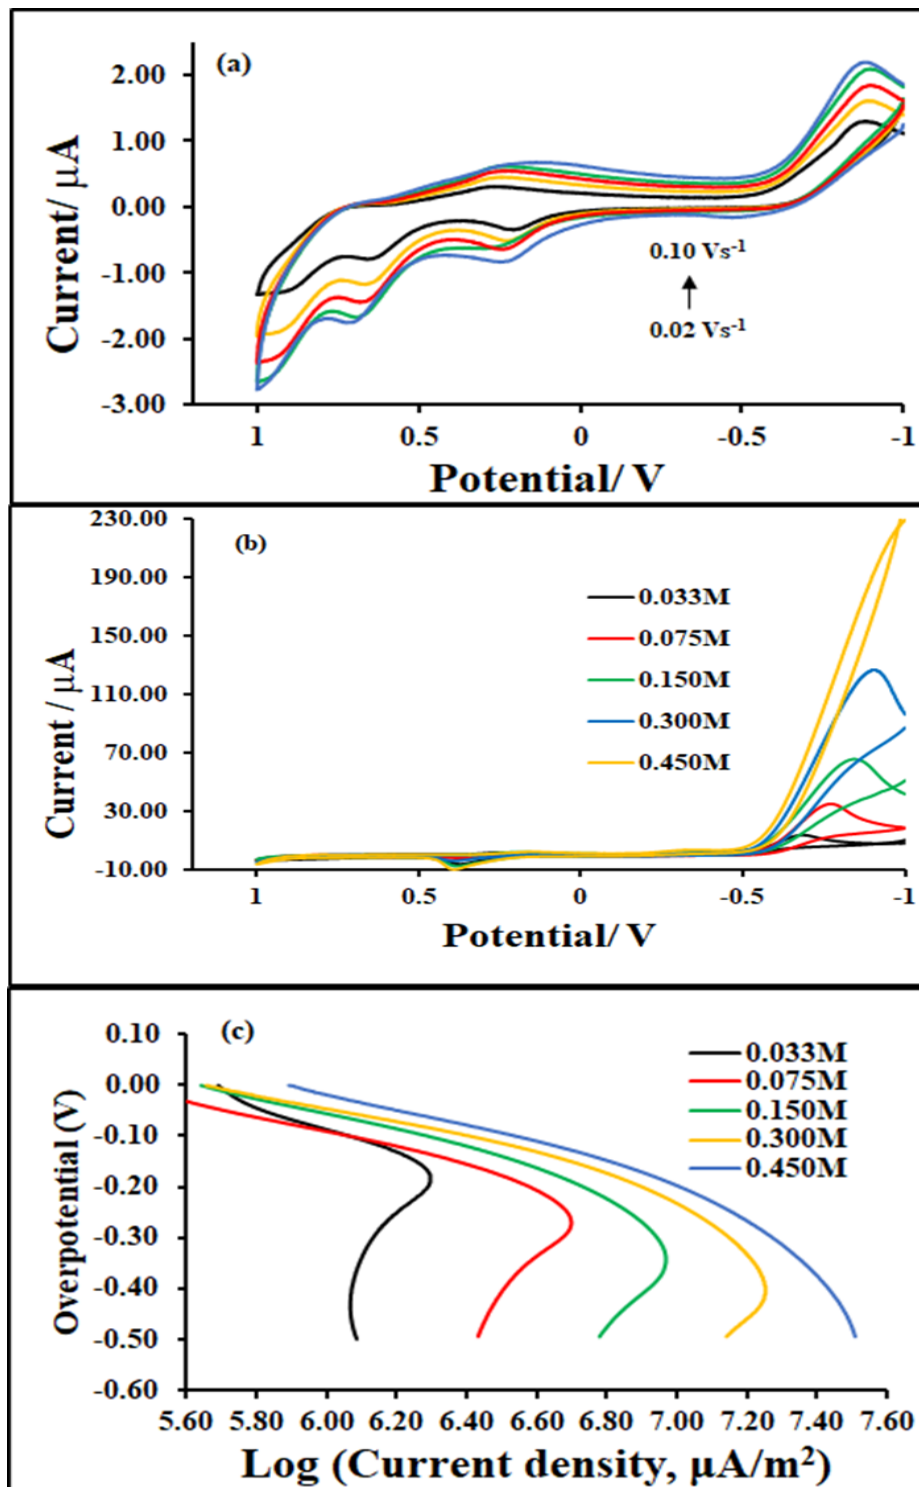 (a)
2.00
1.00
0.00
-1.00
-2.00
-3.00
Current/ µA
0.10 Vs-1
0.02 Vs-1
1 0.5 0 -0.5 -1
Potential/ V
(b)
230.00
190.00
150.00
110.00
70.00
30.00
-10.00
Current / µA
0.033M
0.075M
0.150M
0.300M
0.450M
1 0.5 0 -0.5 -1
Potential/ V
(c)
0.10
0.00
-0.10
-0.20
-0.30
-0.40
-0.50
-0.60
Overpotential (V)
0.033M
0.075M
0.150M
0.300M
0.450M
5.60 6.00 6.20 6.40 6.60 6.80 7.00 7.20 7.40 7.60
Log (Current density, µA/m2)